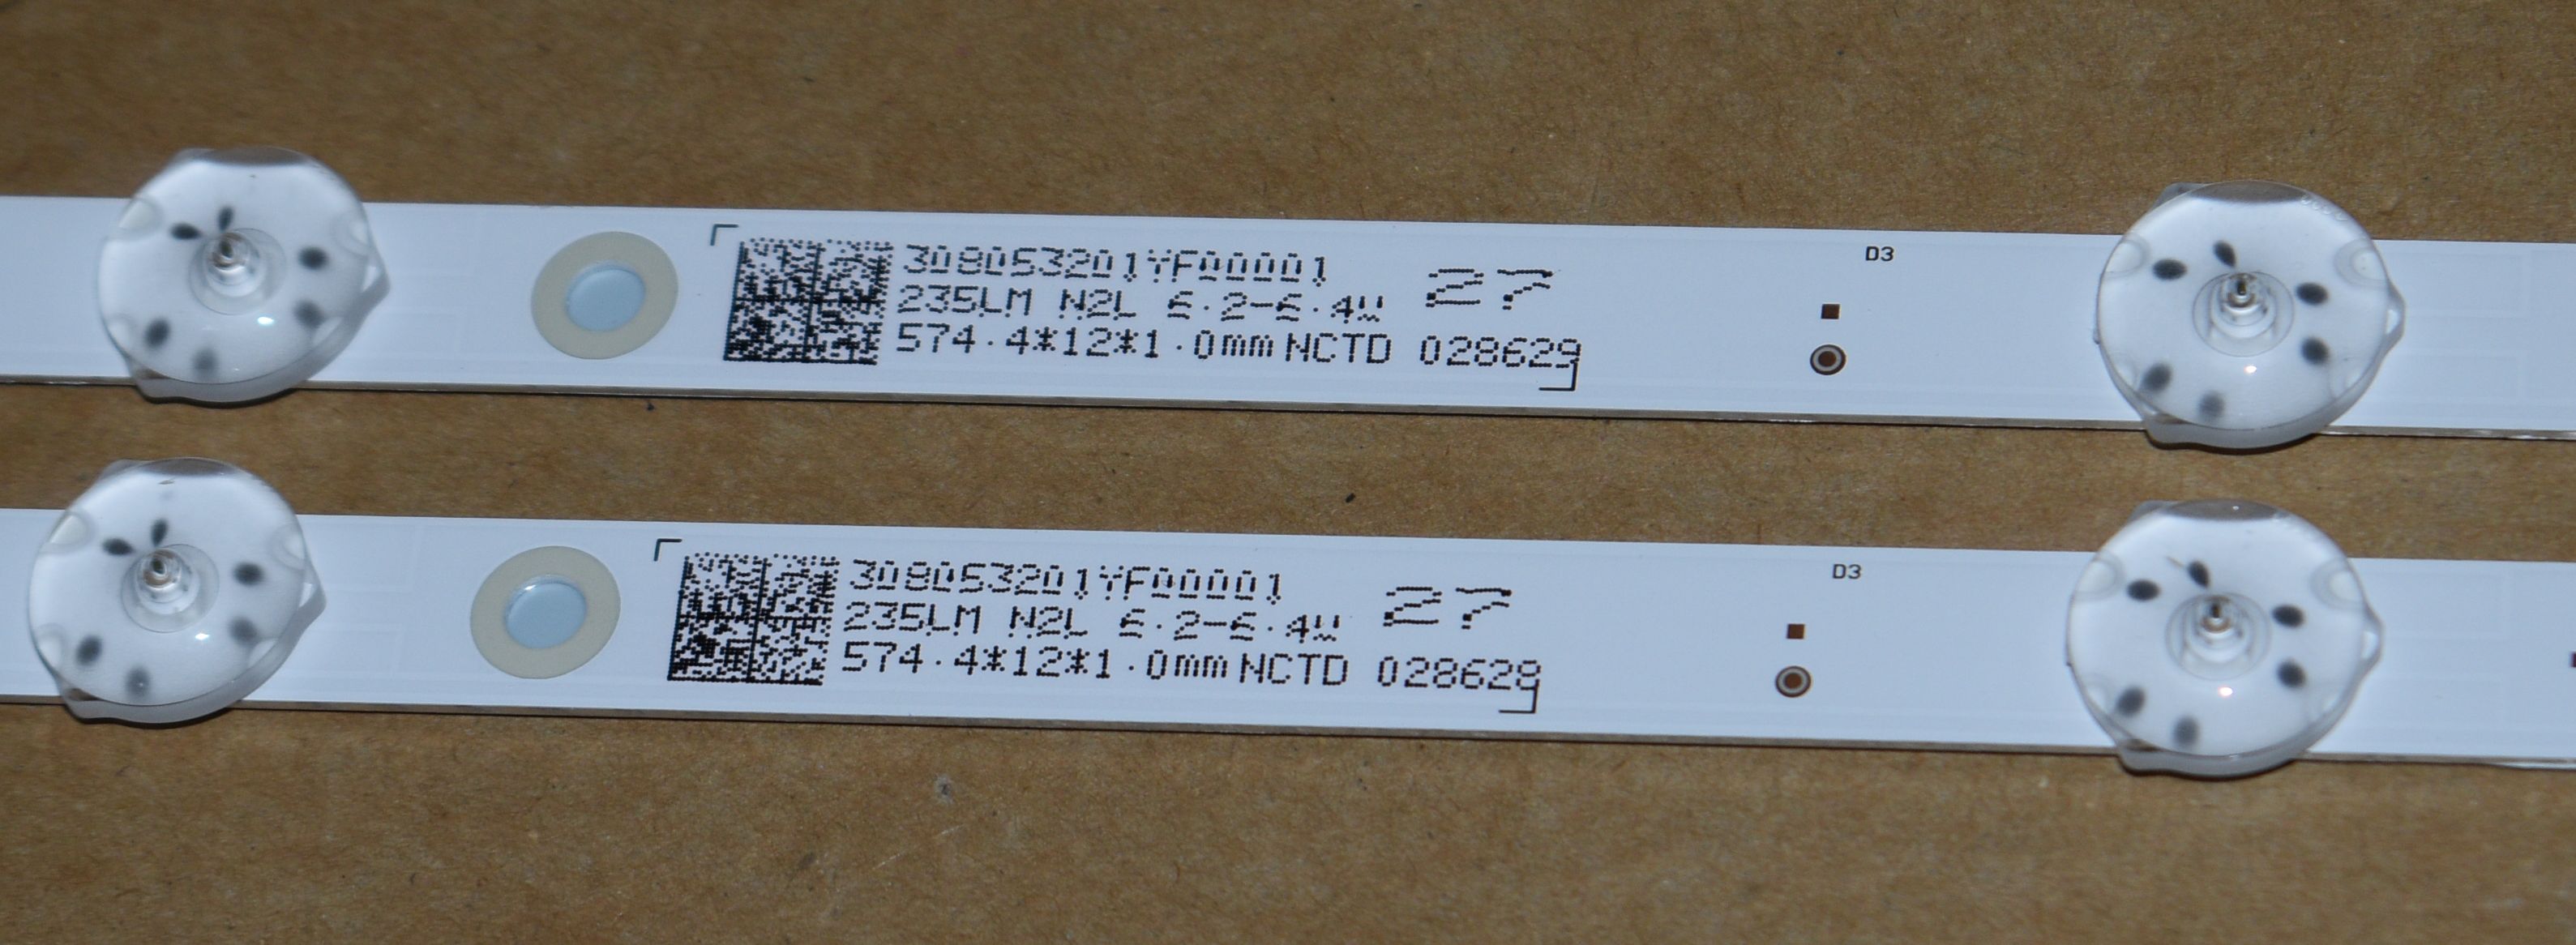 308053201YF00001
235LM N2L 6.2-6.4W 27
574.4*12*1.0mm NCTD 028629
D3
308053201YF00001
235LM N2L 6.2-6.4W 27
574.4*12*1.0mm NCTD 028629
D3